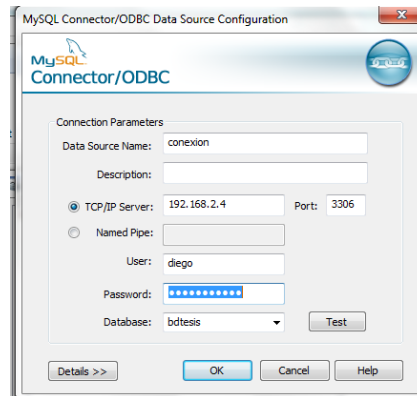 MySQL Connector/ODBC Data Source Configuration
MySQL
Connector/ODBC
Connection Parameters
Data Source Name: conexion
Description:
TCP/IP Server: 192.168.2.4 Port: 3306
Named Pipe:
User: diego
Password: ●●●●●●●●●●●
Database: bdtesis Test
Details >> OK Cancel Help